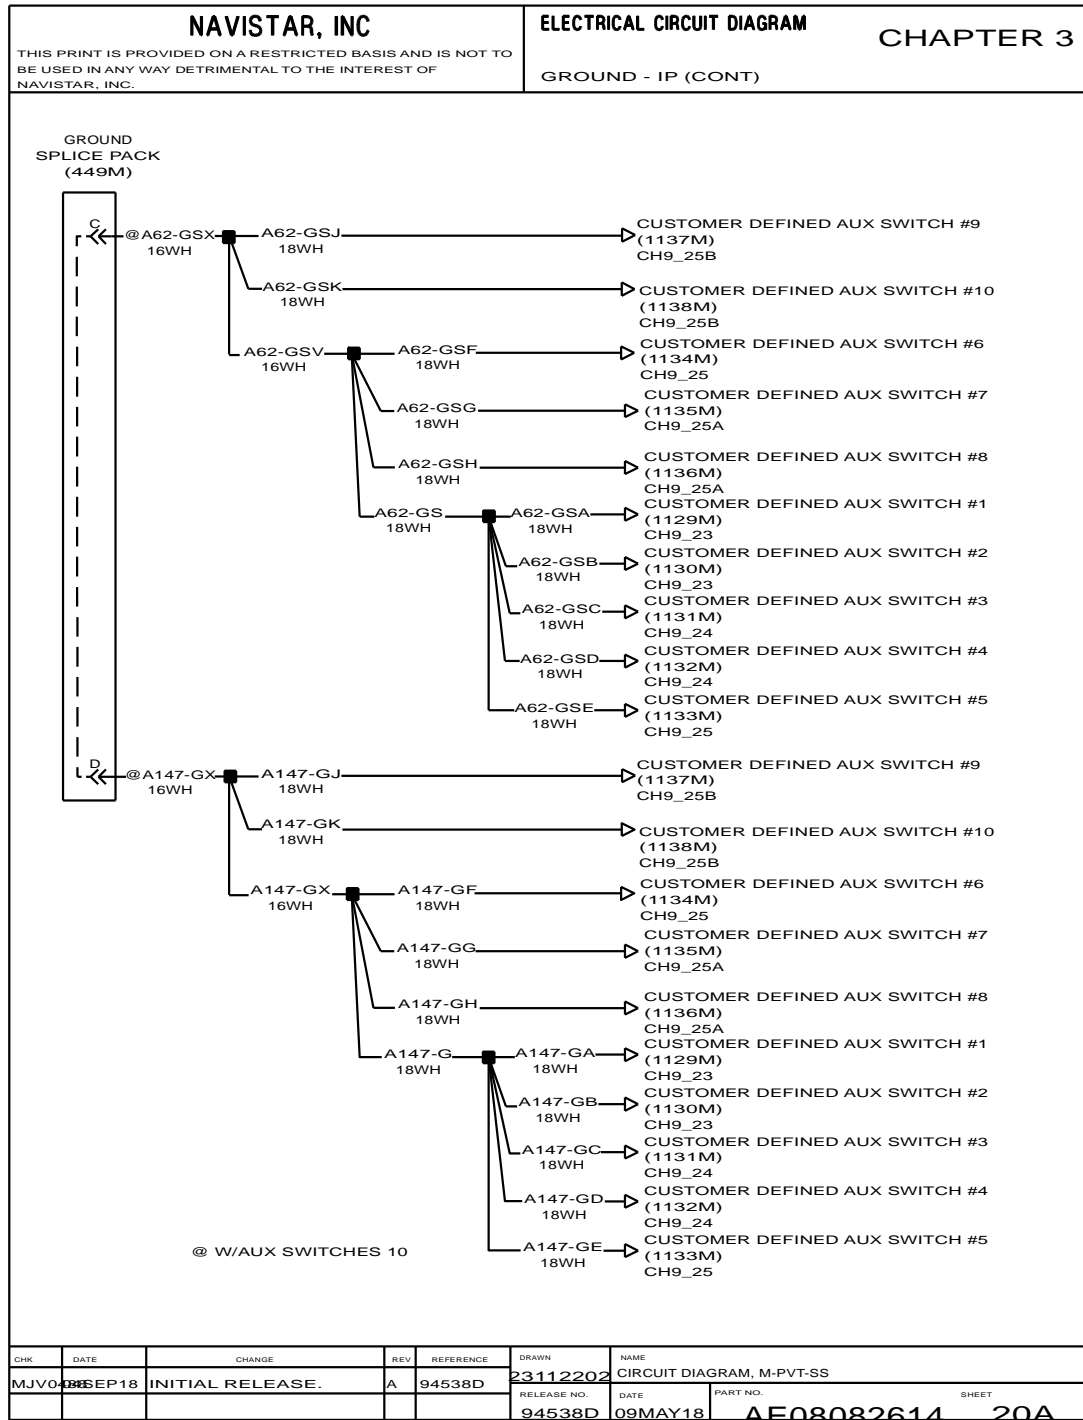 NAVISTAR, INC
THIS PRINT IS PROVIDED ON A RESTRICTED BASIS AND IS NOT TO
BE USED IN ANY WAY DETRIMENTAL TO THE INTEREST OF
NAVISTAR, INC.
ELECTRICAL CIRCUIT DIAGRAM
CHAPTER 3
GROUND - IP (CONT)
GROUND
SPLICE PACK
(449M)
C
@A62-GSX
16WH
A62-GSJ
18WH
CUSTOMER DEFINED AUX SWITCH #9
(1137M)
CH9_25B
A62-GSK
18WH
CUSTOMER DEFINED AUX SWITCH #10
(1138M)
CH9_25B
A62-GSV
16WH
A62-GSF
18WH
CUSTOMER DEFINED AUX SWITCH #6
(1134M)
CH9_25
A62-GSG
18WH
CUSTOMER DEFINED AUX SWITCH #7
(1135M)
CH9_25A
A62-GSH
18WH
CUSTOMER DEFINED AUX SWITCH #8
(1136M)
CH9_25A
A62-GS
18WH
A62-GSA
18WH
CUSTOMER DEFINED AUX SWITCH #1
(1129M)
CH9_23
A62-GSB
18WH
CUSTOMER DEFINED AUX SWITCH #2
(1130M)
CH9_23
A62-GSC
18WH
CUSTOMER DEFINED AUX SWITCH #3
(1131M)
CH9_24
A62-GSD
18WH
CUSTOMER DEFINED AUX SWITCH #4
(1132M)
CH9_24
A62-GSE
18WH
CUSTOMER DEFINED AUX SWITCH #5
(1133M)
CH9_25
D
@A147-GX
16WH
A147-GJ
18WH
CUSTOMER DEFINED AUX SWITCH #9
(1137M)
CH9_25B
A147-GK
18WH
CUSTOMER DEFINED AUX SWITCH #10
(1138M)
CH9_25B
A147-GX
16WH
A147-GF
18WH
CUSTOMER DEFINED AUX SWITCH #6
(1134M)
CH9_25
A147-GG
18WH
CUSTOMER DEFINED AUX SWITCH #7
(1135M)
CH9_25A
A147-GH
18WH
CUSTOMER DEFINED AUX SWITCH #8
(1136M)
CH9_25A
A147-G
18WH
A147-GA
18WH
CUSTOMER DEFINED AUX SWITCH #1
(1129M)
CH9_23
A147-GB
18WH
CUSTOMER DEFINED AUX SWITCH #2
(1130M)
CH9_23
A147-GC
18WH
CUSTOMER DEFINED AUX SWITCH #3
(1131M)
CH9_24
A147-GD
18WH
CUSTOMER DEFINED AUX SWITCH #4
(1132M)
CH9_24
A147-GE
18WH
CUSTOMER DEFINED AUX SWITCH #5
(1133M)
CH9_25
@ W/AUX SWITCHES 10
CHK DATE CHANGE REV REFERENCE
INITIAL RELEASE. A 94538D
DRAWN
23112202
NAME
CIRCUIT DIAGRAM, M-PVT-SS
RELEASE NO.
94538D
DATE
09MAY18
PART NO.
AE08082614
SHEET
20A